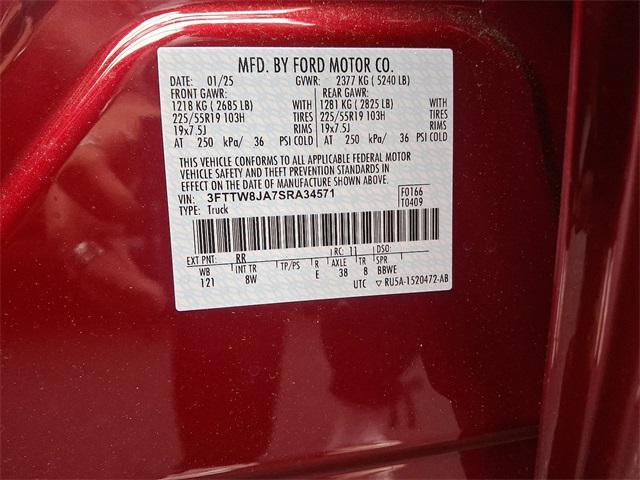 MFD. BY FORD MOTOR CO.
DATE: 01/25 GVWR: 2377 KG ( 5240 LB)
FRONT GAWR: REAR GAWR:
1218 KG ( 2685 LB) WITH 1281 KG ( 2825 LB) WITH
225/55R19 103H TIRES 225/55R19 103H TIRES
19x7.5J RIMS 19x7.5J RIMS
AT 250 kPa/ 36 PSI COLD AT 250 kPa/ 36 PSI COLD
THIS VEHICLE CONFORMS TO ALL APPLICABLE FEDERAL MOTOR
VEHICLE SAFETY AND THEFT PREVENTION STANDARDS IN
EFFECT ON THE DATE OF MANUFACTURE SHOWN ABOVE.
VIN: 3FTTW8JA7SRA34571 F0166
TYPE: Truck T0409
EXT PNT: RR RC: 11 DSO:
WB INT TR TP/PS R AXLE TR SPR
121 8W E 38 8 BBWE
UTC ▽ RU5A-1520472-AB